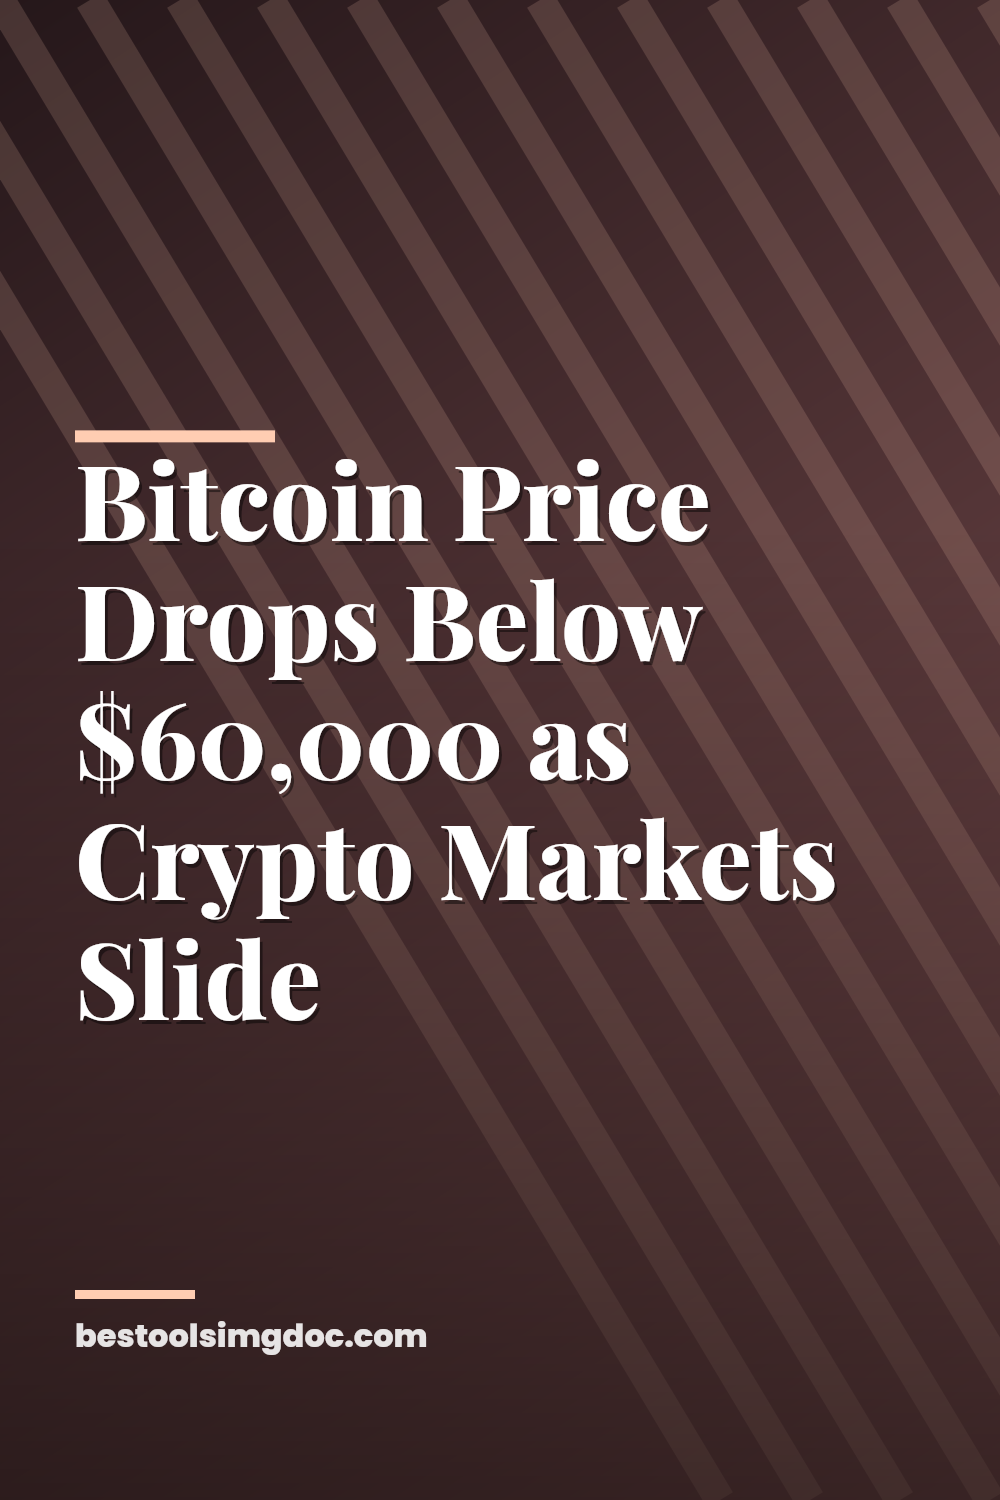 Bitcoin Price
Drops Below
$60,000 as
Crypto Markets
Slide
bestoolsimgdoc.com